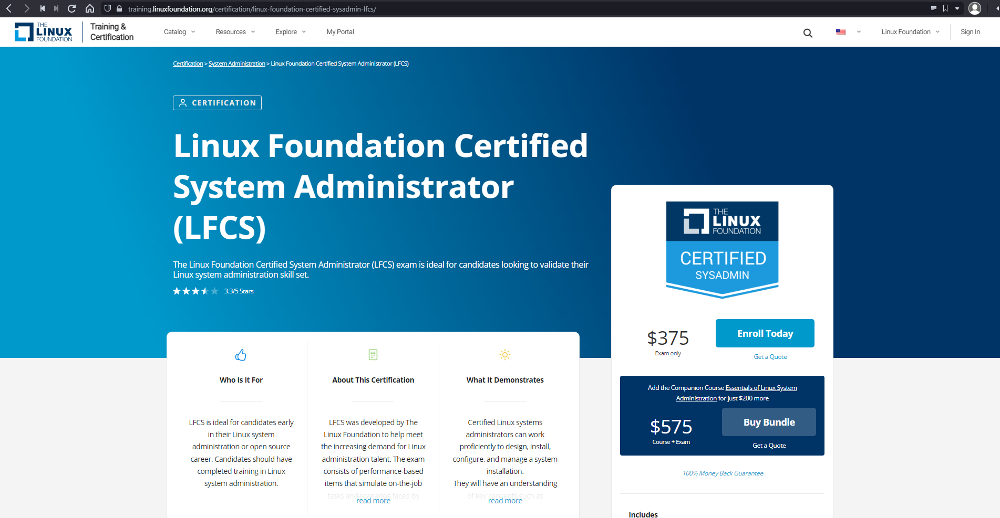 training.linuxfoundation.org/certification/linux-foundation-certified-sysadmin-lfcs/
THE
LINUX
FOUNDATION
Training &
Certification
Catalog
Resources
Explore
My Portal
Linux Foundation
Sign In
Certification > System Administration > Linux Foundation Certified System Administrator (LFCS)
CERTIFICATION
Linux Foundation Certified
System Administrator
(LFCS)
The Linux Foundation Certified System Administrator (LFCS) exam is ideal for candidates looking to validate their
Linux system administration skill set.
3.3/5 Stars
Who Is It For
LFCS is ideal for candidates early
in their Linux system
administration or open source
career. Candidates should have
completed training in Linux
system administration.
About This Certification
LFCS was developed by The
Linux Foundation to help meet
the increasing demand for Linux
administration talent. The exam
consists of performance-based
items that simulate on-the-job
tasks and scenarios faced by
read more
What It Demonstrates
Certified Linux systems
administrators can work
proficiently to design, install,
configure, and manage a system
installation.
They will have an understanding
of key concepts such as
read more
THE
LINUX
FOUNDATION
CERTIFIED
SYSADMIN
$375
Exam only
Enroll Today
Get a Quote
Add the Companion Course Essentials of Linux System
Administration for just $200 more
$575
Course + Exam
Buy Bundle
Get a Quote
100% Money Back Guarantee
Includes